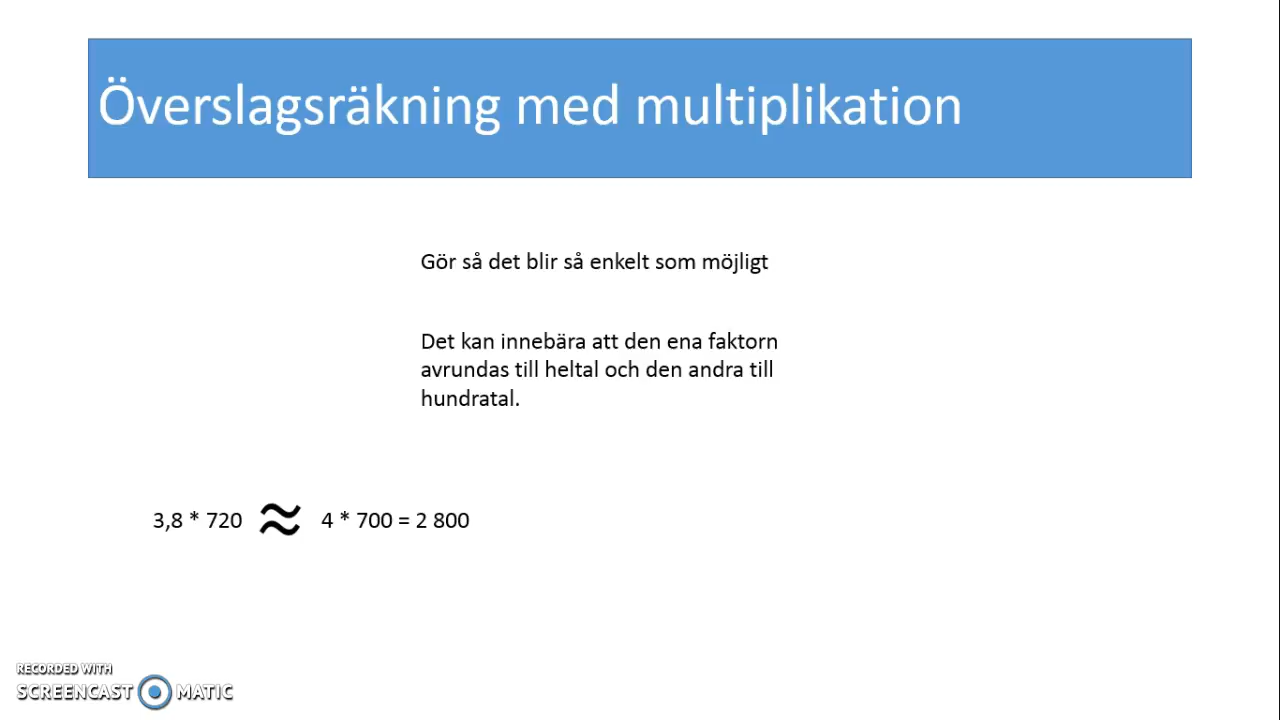 Överslagsräkning med multiplikation
Gör så det blir så enkelt som möjligt
Det kan innebära att den ena faktorn
avrundas till heltal och den andra till
hundratal.
3,8 * 720 ≈ 4 * 700 = 2 800
RECORDED WITH
SCREENCAST MATIC